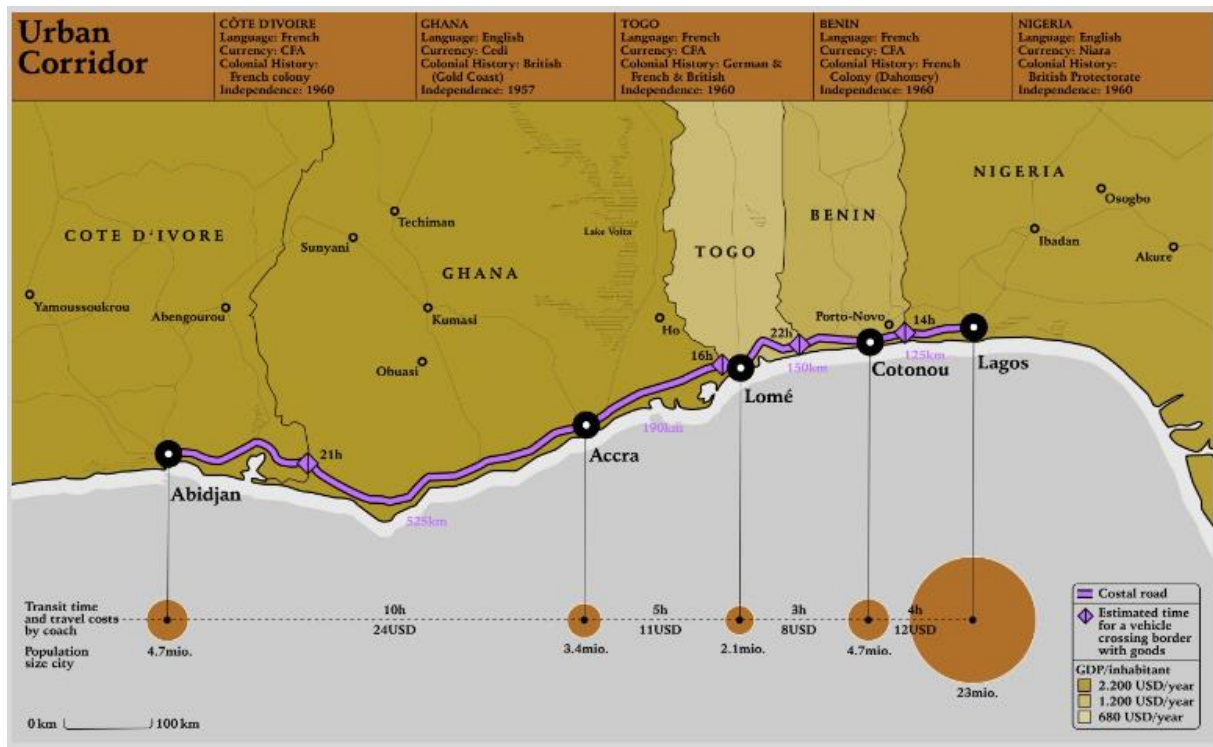 Urban
Corridor
CÒTE D'IVOIRE
Language: French
Currency: CFA
Colonial History:
French colony
Independence: 1960
GHANA
Language: English
Currency: Cedi
Colonial History: British
(Gold Coast)
Independence: 1957
TOGO
Language: French
Currency: CFA
Colonial History: German &
French & British
Independence: 1960
BENIN
Language: French
Currency: CFA
Colonial History: French
Colony (Dahomey)
Independence: 1960
NIGERIA
Language: English
Currency: Niara
Colonial History:
British Protectorate
Independence: 1960
COTE D'IVORE
Yamoussoukrou
Abengourou
Sunyani
Techiman
GHANA
Kumasi
Obuasi
Lake Volta
Ho
TOGO
BENIN
Porto-Novo
NIGERIA
Osogbo
Ibadan
Akure
21h
16h
22h
14h
525km
190km
150km
125km
Abidjan
Accra
Lomé
Cotonou
Lagos
Transit time
and travel costs
by coach
10h
24USD
5h
11USD
3h
8USD
4h
12USD
Population
size city
4.7mio.
3.4mio.
2.1mio.
4.7mio.
23mio.
0 km
100 km
Costal road
Estimated time
for a vehicle
crossing border
with goods
GDP/inhabitant
2.200 USD/year
1.200 USD/year
680 USD/year